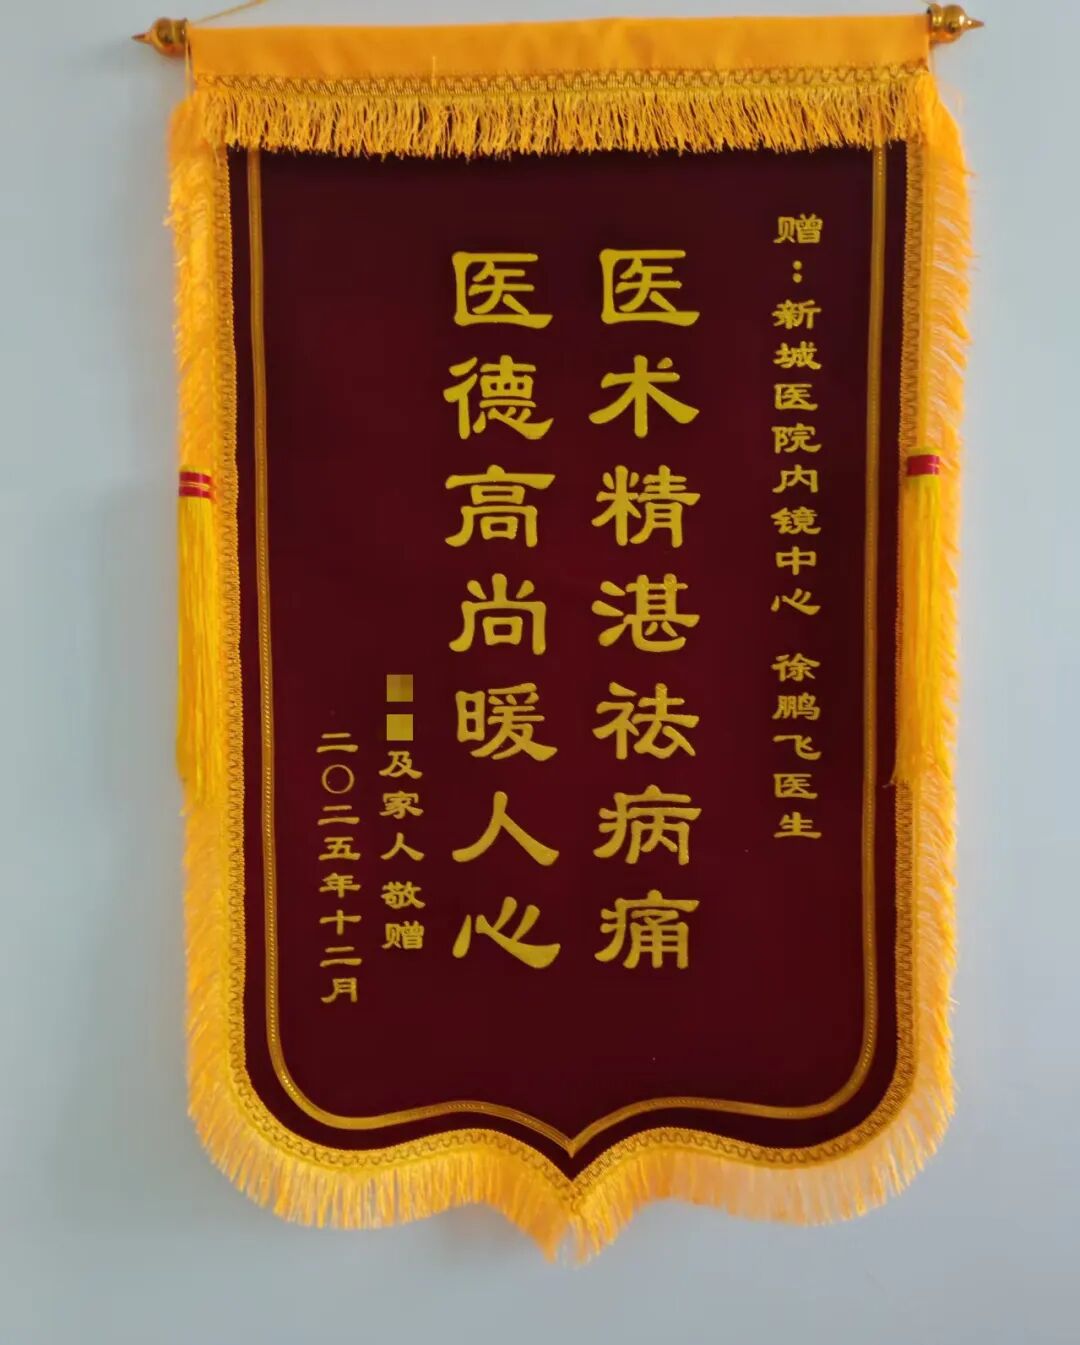 赠：新城医院内镜中心 徐鹏飞医生
医术精湛祛病痛
医德高尚暖人心
及家人敬赠
二〇二五年十二月